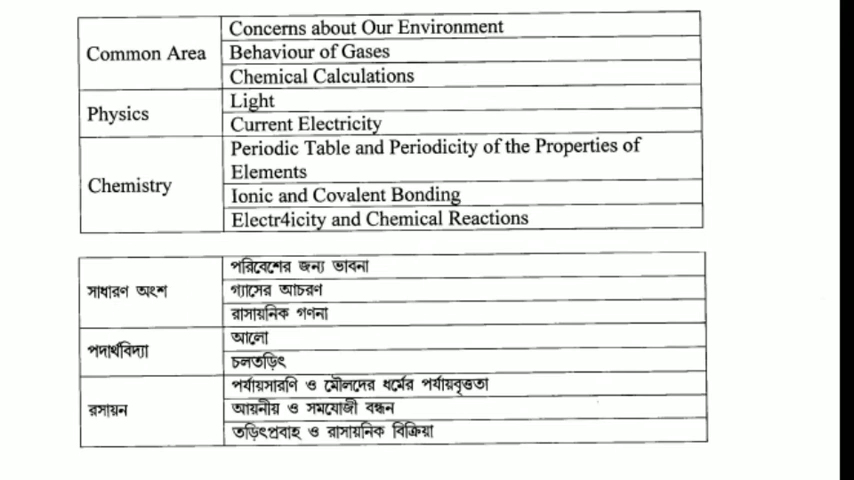 Common Area
Concerns about Our Environment
Behaviour of Gases
Chemical Calculations
Physics
Light
Current Electricity
Chemistry
Periodic Table and Periodicity of the Properties of
Elements
Ionic and Covalent Bonding
Electr4icity and Chemical Reactions
সাধারণ অংশ
পরিবেশের জন্য ভাবনা
গ্যাসের আচরণ
রাসায়নিক গণনা
পদার্থবিদ্যা
আলো
চলতড়িৎ
রসায়ন
পর্যায়সারণি ও মৌলদের ধর্মের পর্যায়বৃত্ততা
আয়নীয় ও সমযোজী বন্ধন
তড়িৎপ্রবাহ ও রাসায়নিক বিক্রিয়া